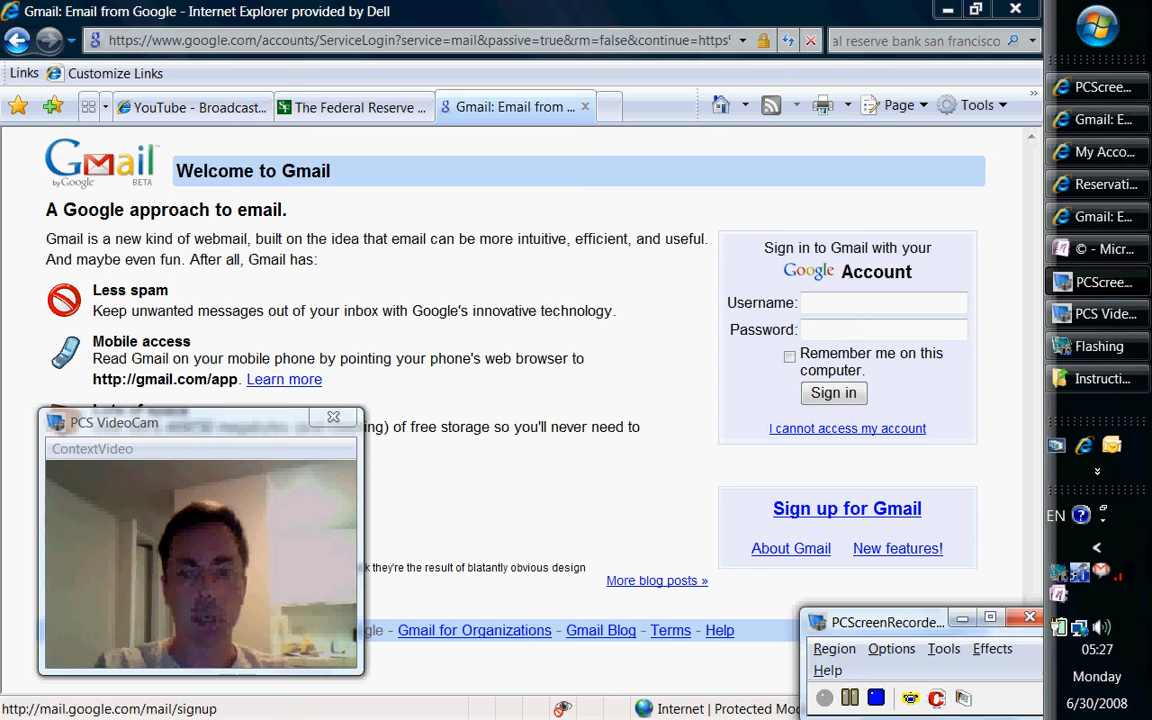 Gmail: Email from Google - Internet Explorer provided by Dell
https://www.google.com/accounts/ServiceLogin?service=mail&passive=true&rm=false&continue=https
al reserve bank san francisco
Links Customize Links
YouTube - Broadcast...
The Federal Reserve ...
Gmail: Email from ...
Page
Tools
Gmail
by Google BETA
Welcome to Gmail
A Google approach to email.
Gmail is a new kind of webmail, built on the idea that email can be more intuitive, efficient, and useful.
And maybe even fun. After all, Gmail has:
Less spam
Keep unwanted messages out of your inbox with Google's innovative technology.
Mobile access
Read Gmail on your mobile phone by pointing your phone's web browser to
http://gmail.com/app. Learn more
Lots of space
ing) of free storage so you'll never need to
k they're the result of blatantly obvious design
More blog posts »
gle - Gmail for Organizations - Gmail Blog - Terms - Help
Sign in to Gmail with your
Google Account
Username:
Password:
Remember me on this
computer.
Sign in
I cannot access my account
Sign up for Gmail
About Gmail New features!
PCS VideoCam
ContextVideo
PCScreenRecorde...
Region Options Tools Effects
Help
http://mail.google.com/mail/signup
Internet | Protected Mo
PCScree...
Gmail: E...
My Acco...
Reservati...
Gmail: E...
© - Micr...
PCScree...
PCS Vide...
Flashing
Instructi...
EN
05:27
Monday
6/30/2008